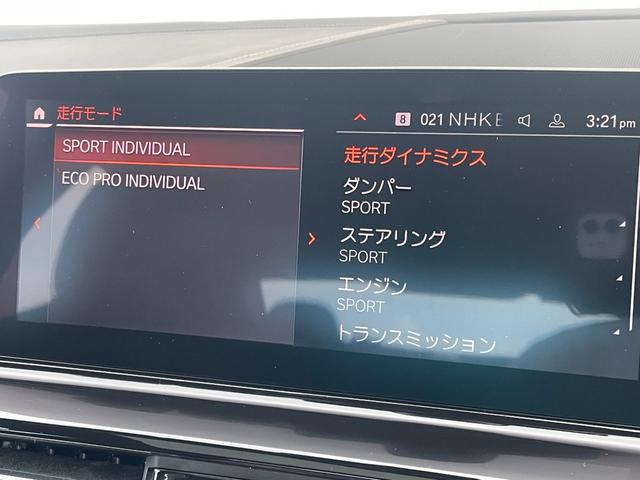 走行モード
8 021 NHK E 3:21pm
SPORT INDIVIDUAL
ECO PRO INDIVIDUAL
走行ダイナミクス
ダンパー
SPORT
ステアリング
SPORT
エンジン
SPORT
トランスミッション